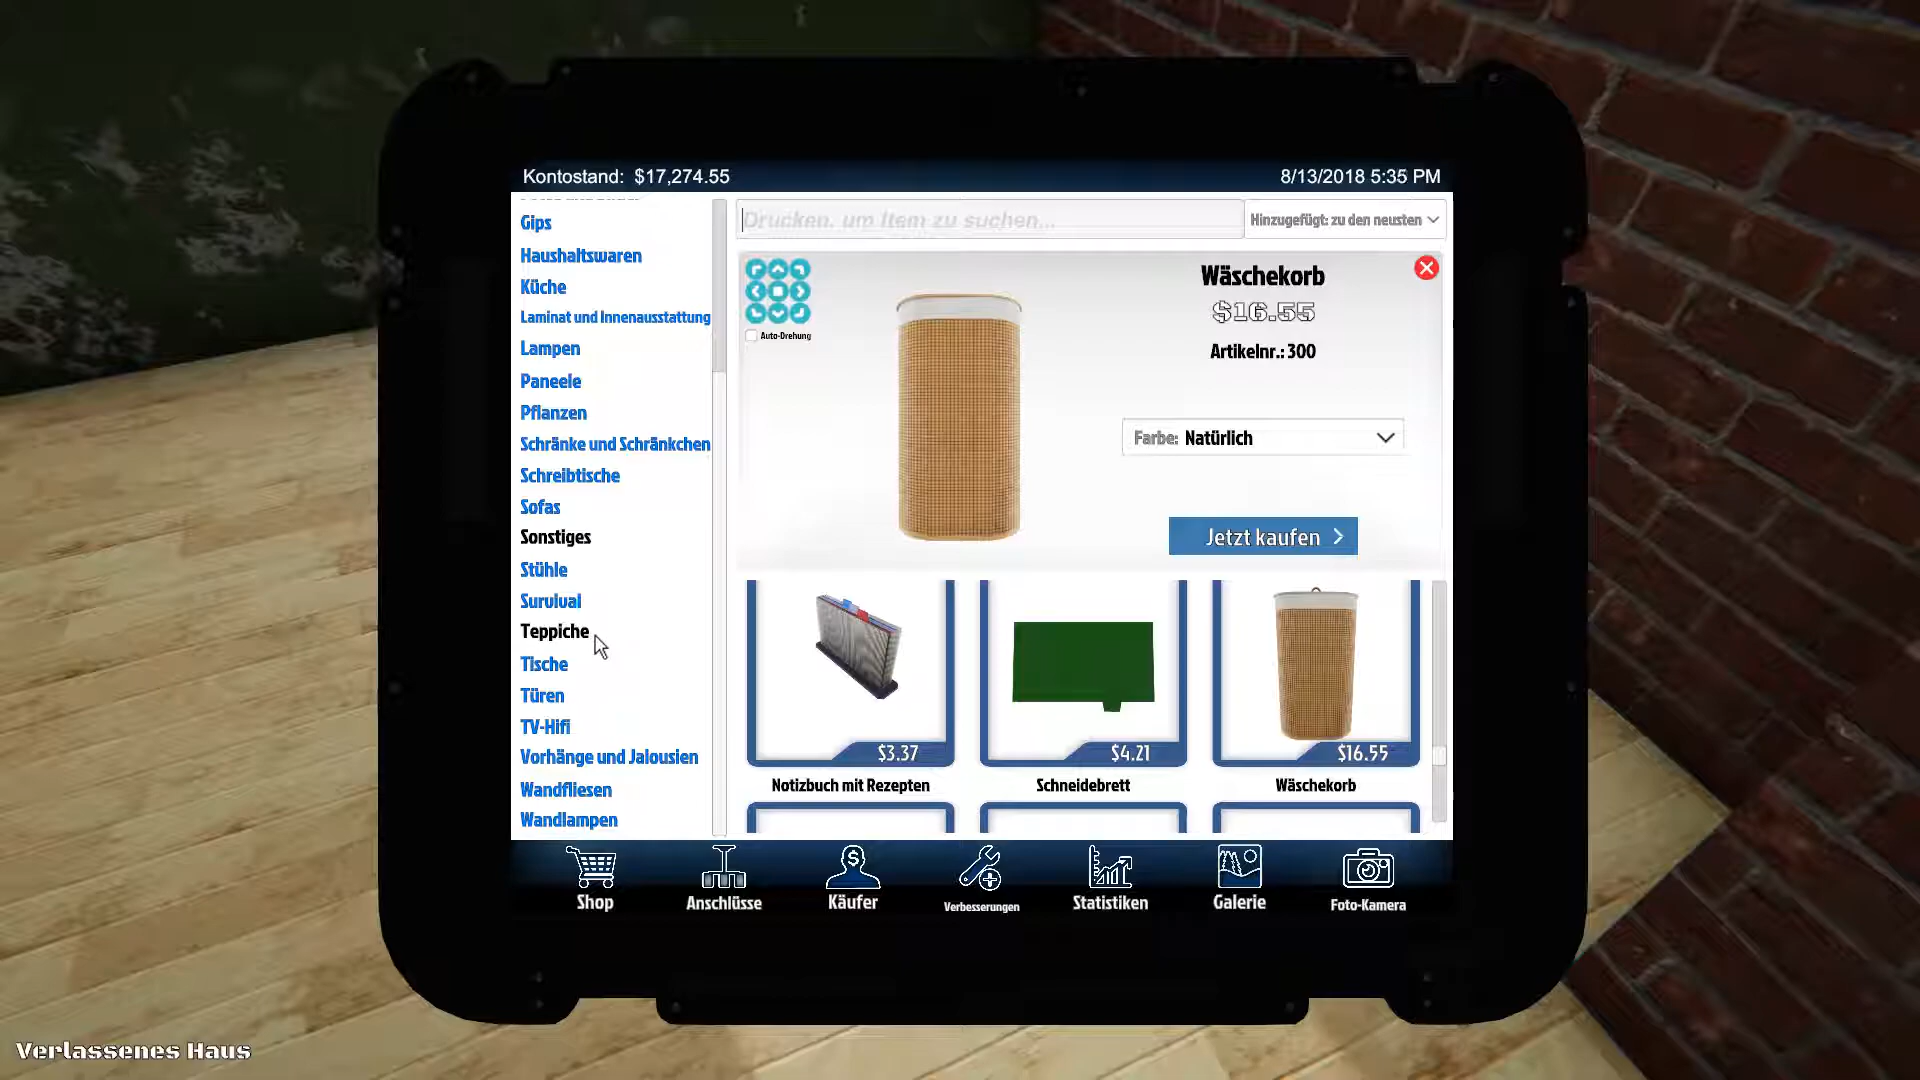 Kontostand: $17,274.55
8/13/2018 5:35 PM
Gips
Haushaltswaren
Küche
Laminat und Innenausstattung
Lampen
Paneele
Pflanzen
Schränke und Schränkchen
Schreibtische
Sofas
Sonstiges
Stühle
Survival
Teppiche
Tische
Türen
TV-Hifi
Vorhänge und Jalousien
Wandfliesen
Wandlampen
Drucken, um Item zu suchen...
Hinzugefügt: zu den neusten
Auto-Drehung
Wäschekorb
$16.55
Artikelnr.: 300
Farbe: Natürlich
Jetzt kaufen
$3.37
$4.21
$16.55
Notizbuch mit Rezepten
Schneidebrett
Wäschekorb
Shop
Anschlüsse
Käufer
Verbesserungen
Statistiken
Galerie
Foto-Kamera
Verlassenes Haus